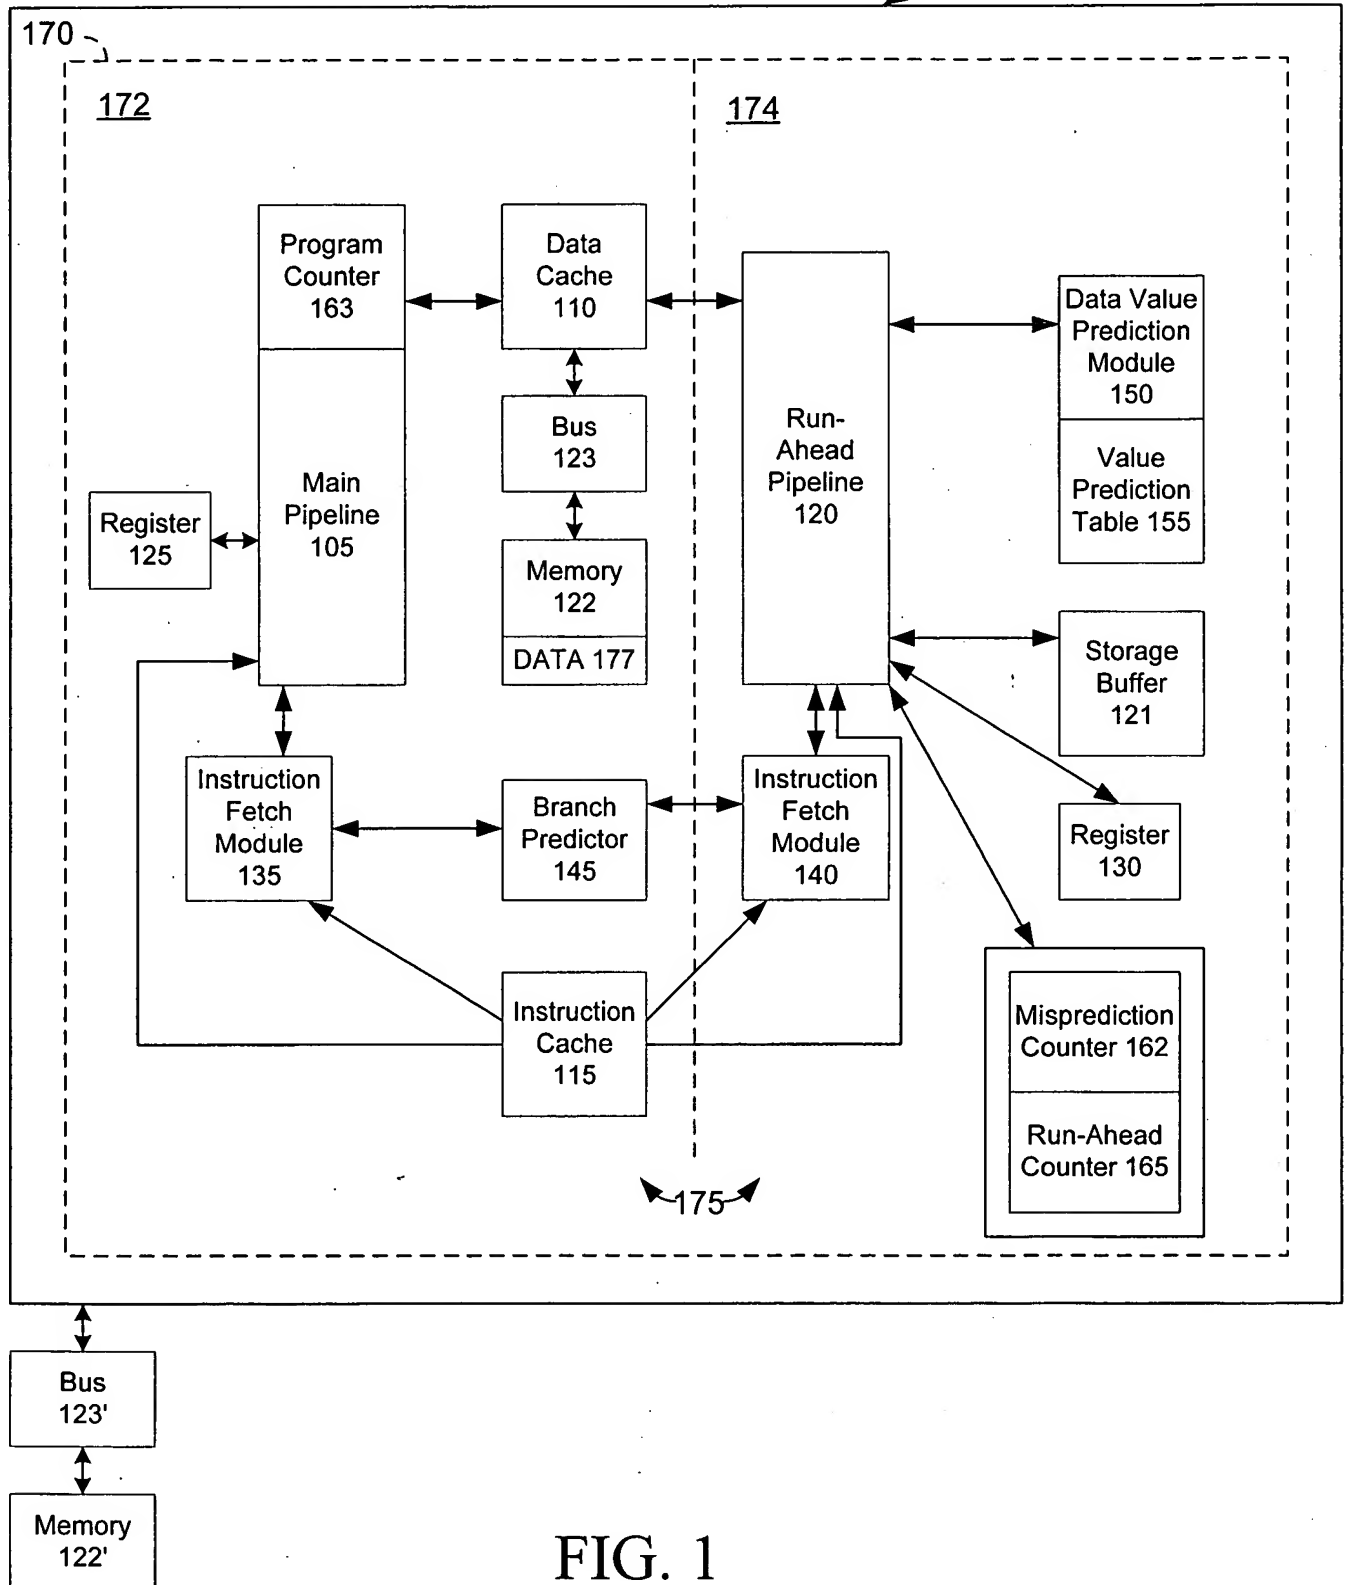 170
172
174
Program
Counter
163
Main
Pipeline
105
Data
Cache
110
Bus
123
Memory
122
DATA 177
Register
125
Run-
Ahead
Pipeline
120
Data Value
Prediction
Module
150
Value
Prediction
Table 155
Storage
Buffer
121
Register
130
Instruction
Fetch
Module
135
Branch
Predictor
145
Instruction
Fetch
Module
140
Instruction
Cache
115
Misprediction
Counter 162
Run-Ahead
Counter 165
175
Bus
123'
Memory
122'
FIG. 1